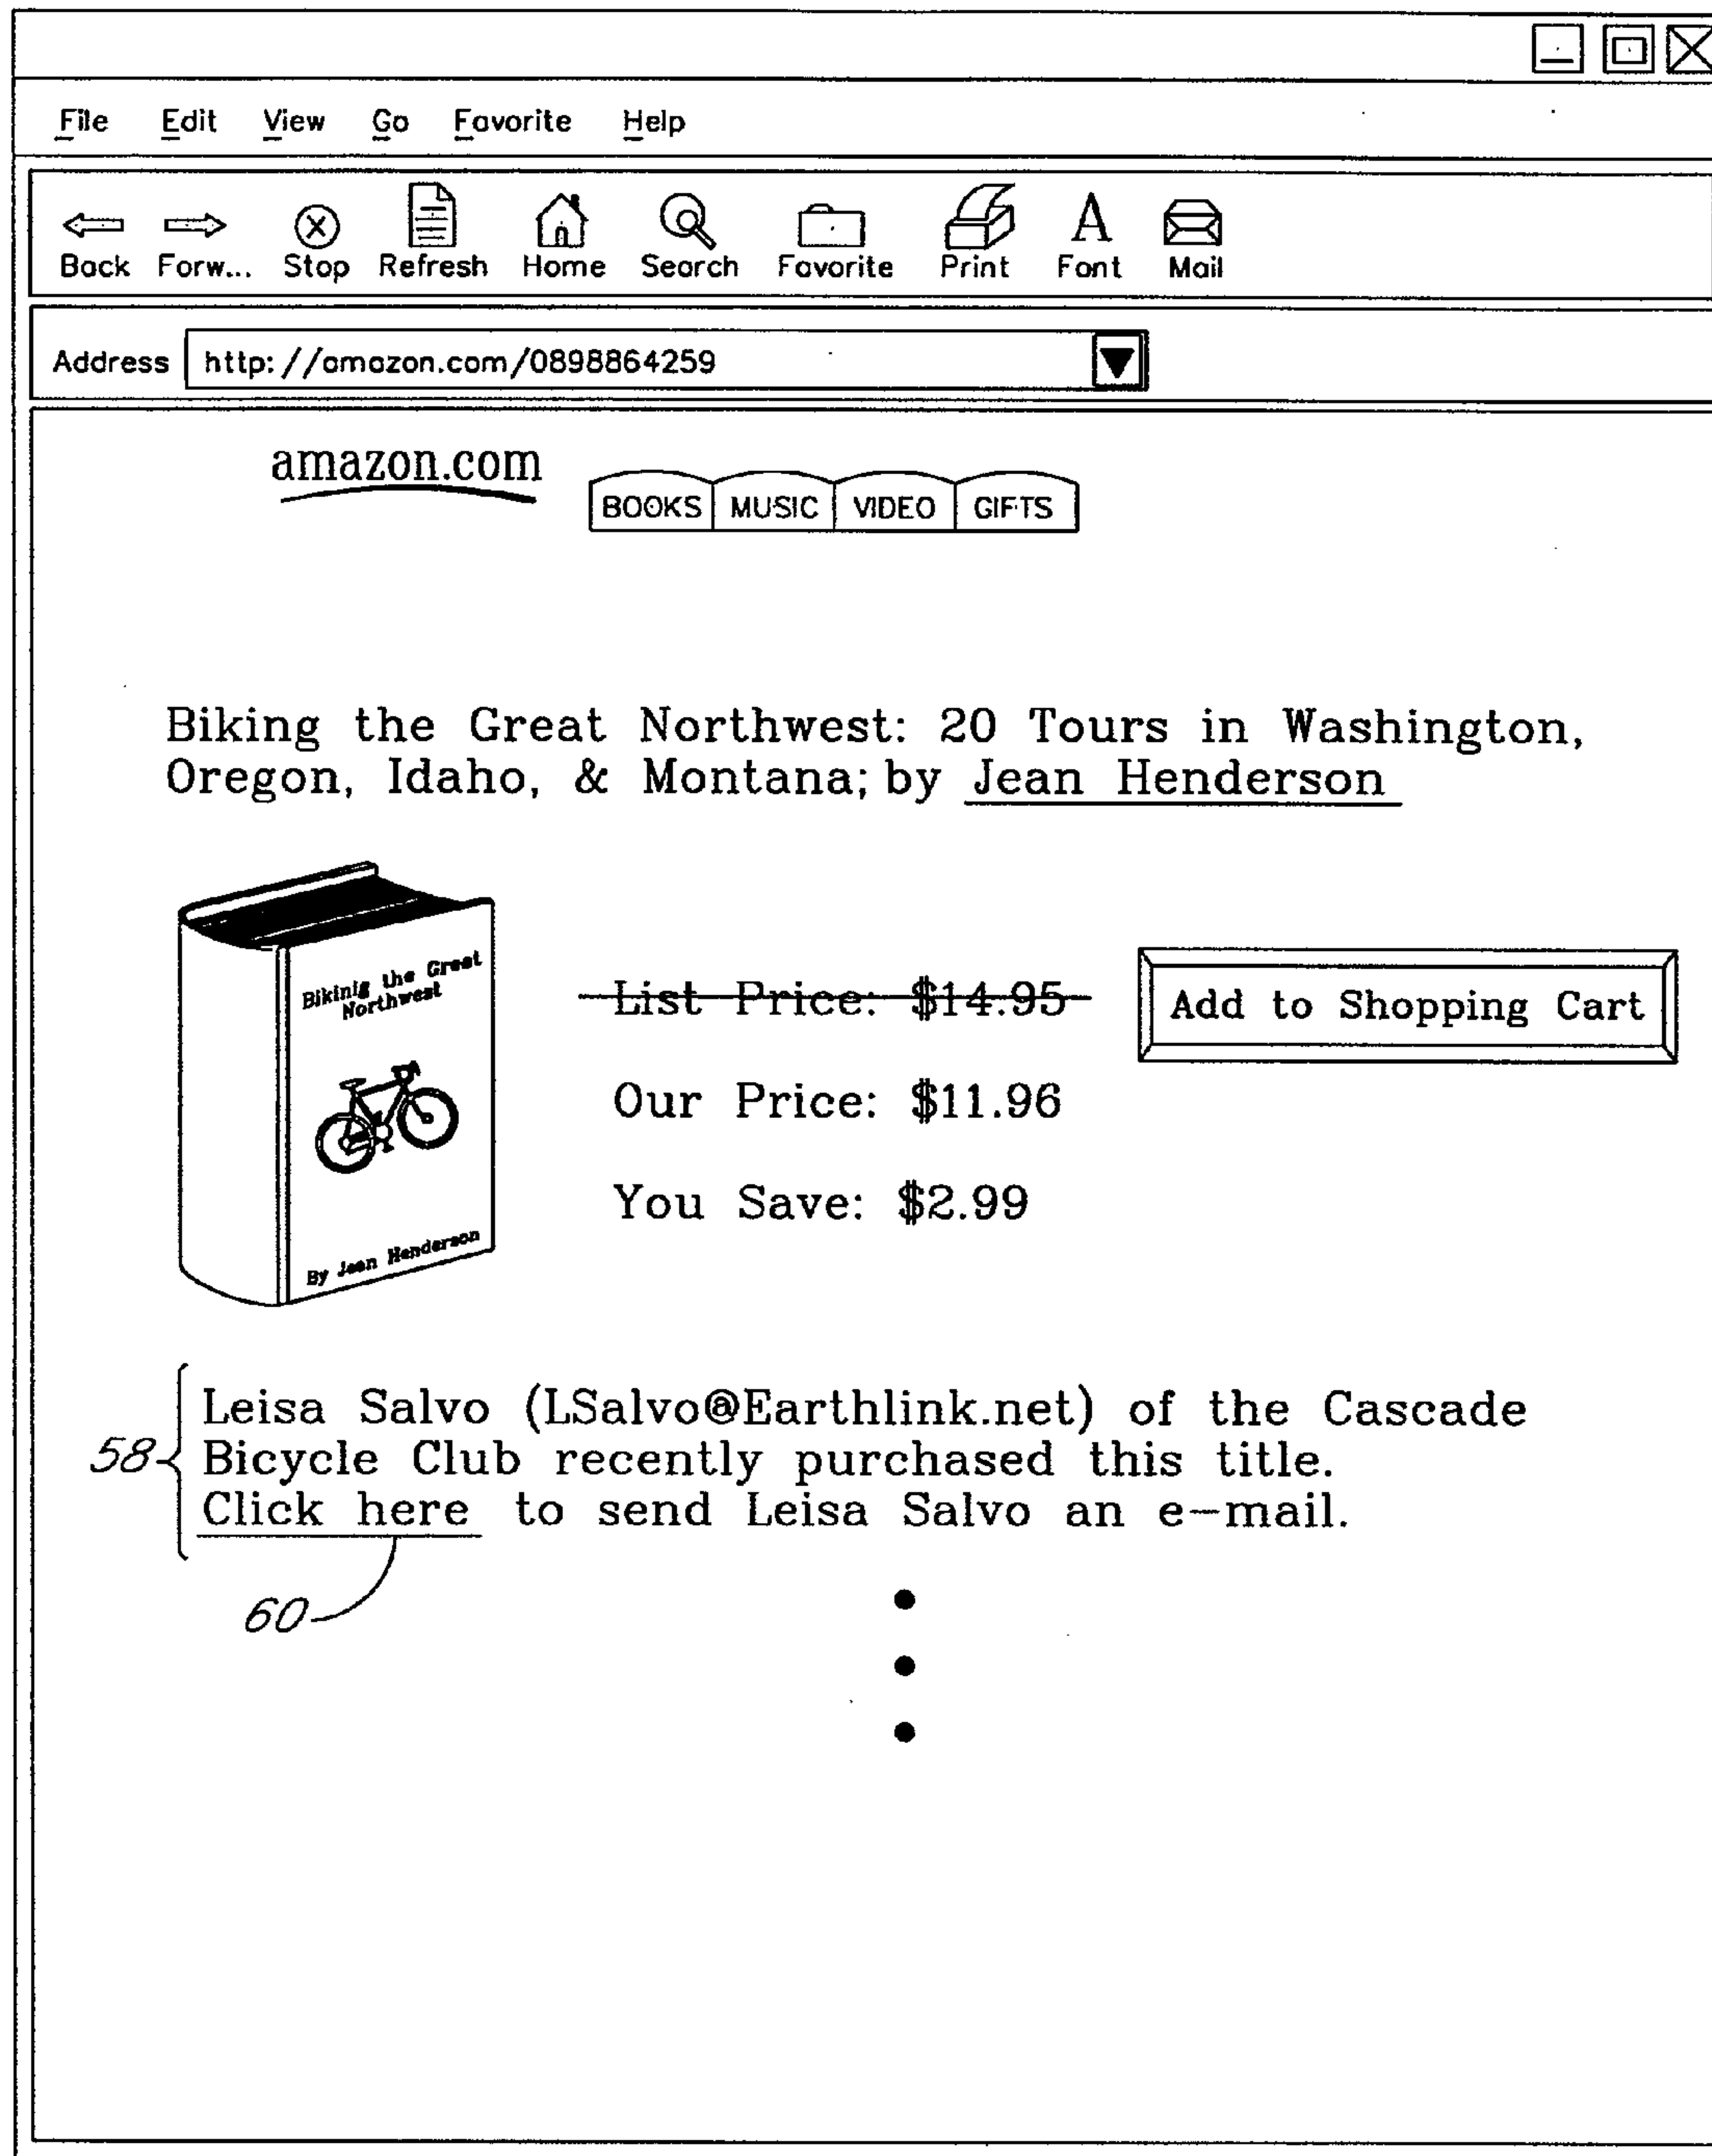 File Edit View Go Favorite Help
Back Forw... Stop Refresh Home Search Favorite Print Font Mail
Address http://amazon.com/0898864259
amazon.com
BOOKS MUSIC VIDEO GIFTS
Biking the Great Northwest: 20 Tours in Washington,
Oregon, Idaho, & Montana; by Jean Henderson
Bikinig the Great
Northwest
By Jean Henderson
List Price: $14.95
Add to Shopping Cart
Our Price: $11.96
You Save: $2.99
58
Leisa Salvo (LSalvo@Earthlink.net) of the Cascade
Bicycle Club recently purchased this title.
Click here to send Leisa Salvo an e-mail.
60